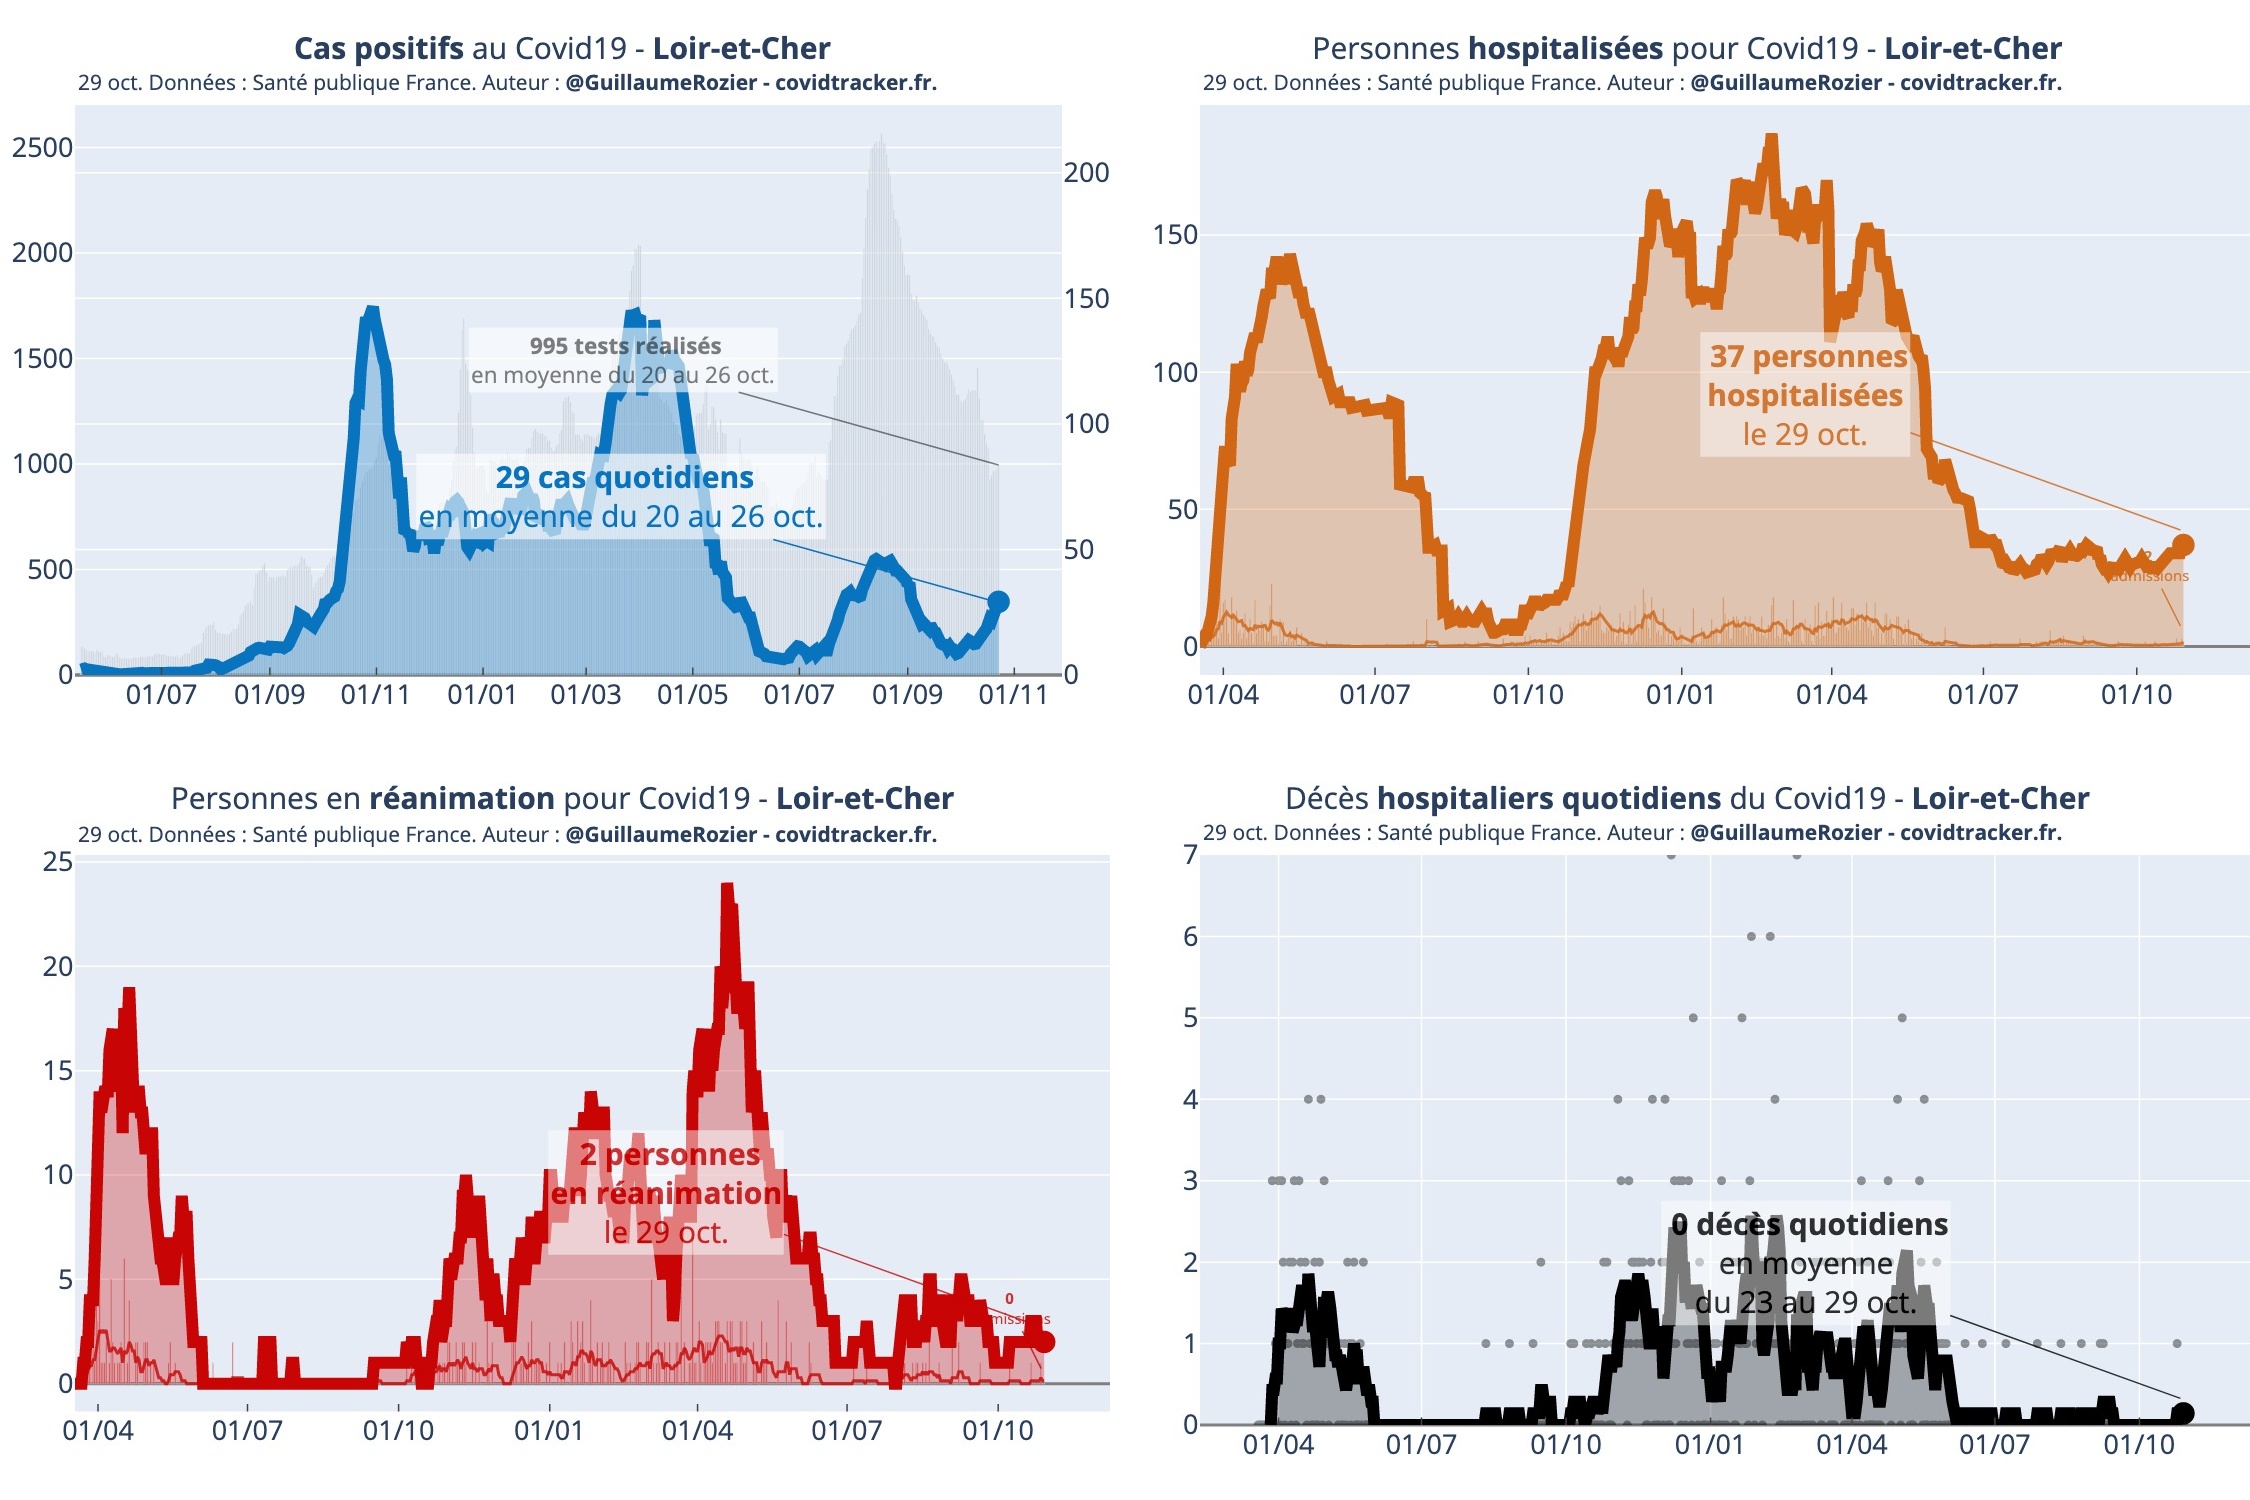 Cas positifs au Covid19 - Loir-et-Cher
29 oct. Données : Santé publique France. Auteur : @GuillaumeRozier - covidtracker.fr.
2500
2000
1500
1000
500
0
200
150
100
50
0
995 tests réalisés
en moyenne du 20 au 26 oct.
29 cas quotidiens
en moyenne du 20 au 26 oct.
01/07 01/09 01/11 01/01 01/03 01/05 01/07 01/09 01/11
Personnes hospitalisées pour Covid19 - Loir-et-Cher
29 oct. Données : Santé publique France. Auteur : @GuillaumeRozier - covidtracker.fr.
150
100
50
0
37 personnes
hospitalisées
le 29 oct.
admissions
01/04 01/07 01/10 01/01 01/04 01/07 01/10
Personnes en réanimation pour Covid19 - Loir-et-Cher
29 oct. Données : Santé publique France. Auteur : @GuillaumeRozier - covidtracker.fr.
25
20
15
10
5
0
2 personnes
en réanimation
le 29 oct.
0
01/04 01/07 01/10 01/01 01/04 01/07 01/10
Décès hospitaliers quotidiens du Covid19 - Loir-et-Cher
29 oct. Données : Santé publique France. Auteur : @GuillaumeRozier - covidtracker.fr.
7
6
5
4
3
2
1
0
0 décès quotidiens
en moyenne
du 23 au 29 oct.
01/04 01/07 01/10 01/01 01/04 01/07 01/10